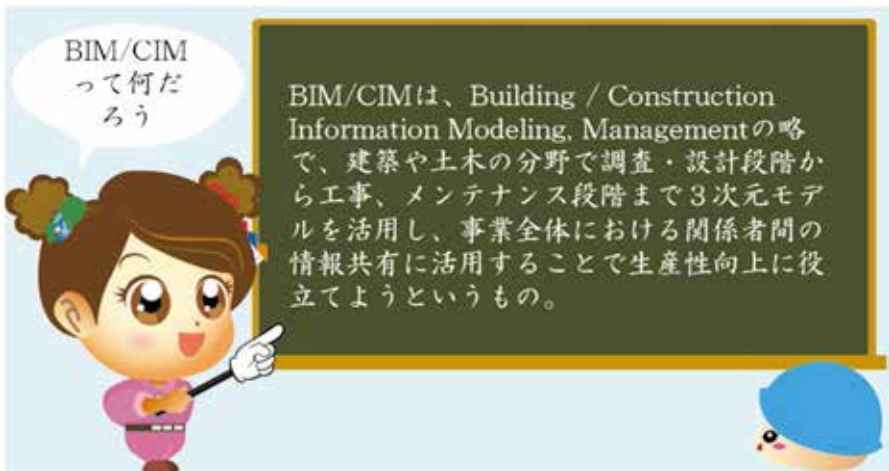 BIM/CIM
って何だ
ろう
BIM/CIMは、Building / Construction
Information Modeling, Managementの略
で、建築や土木の分野で調査・設計段階か
ら工事、メンテナンス段階まで３次元モデ
ルを活用し、事業全体における関係者間の
情報共有に活用することで生産性向上に役
立てようというもの。